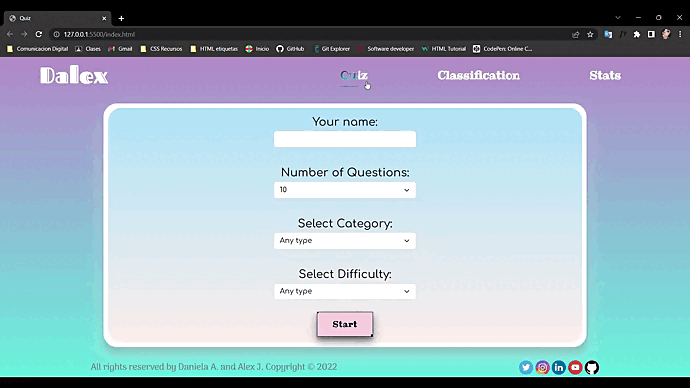 Quiz
127.0.0.1:5500/index.html
Comunicacion Digital
Clases
Gmail
CSS Recursos
HTML etiquetas
Inicio
GitHub
Git Explorer
Software developer
HTML Tutorial
CodePen: Online C...
Dalex
Quiz
Classification
Stats
Your name:
Number of Questions:
10
Select Category:
Any type
Select Difficulty:
Any type
Start
All rights reserved by Daniela A. and Alex J. Copyright © 2022